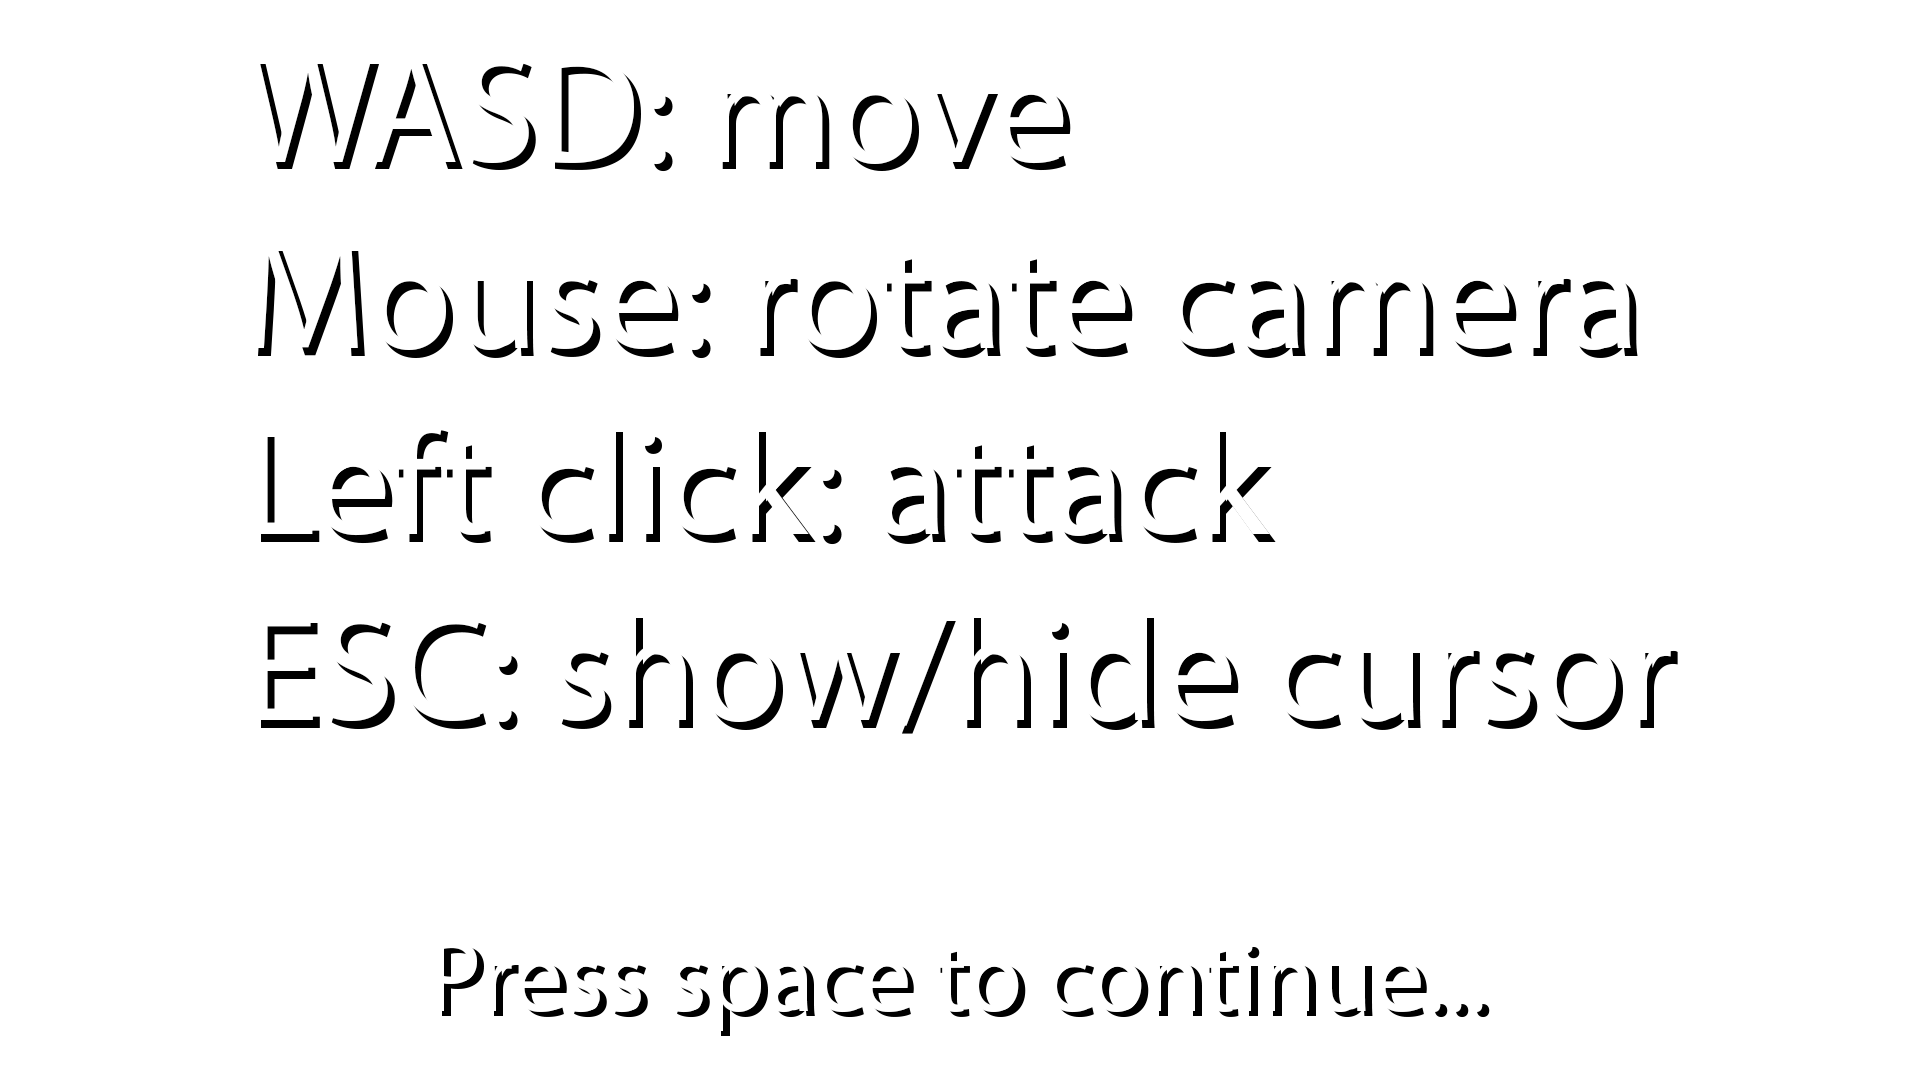 WASD: move
Mouse: rotate camera
Left click: attack
ESC: show/hide cursor
Press space to continue...